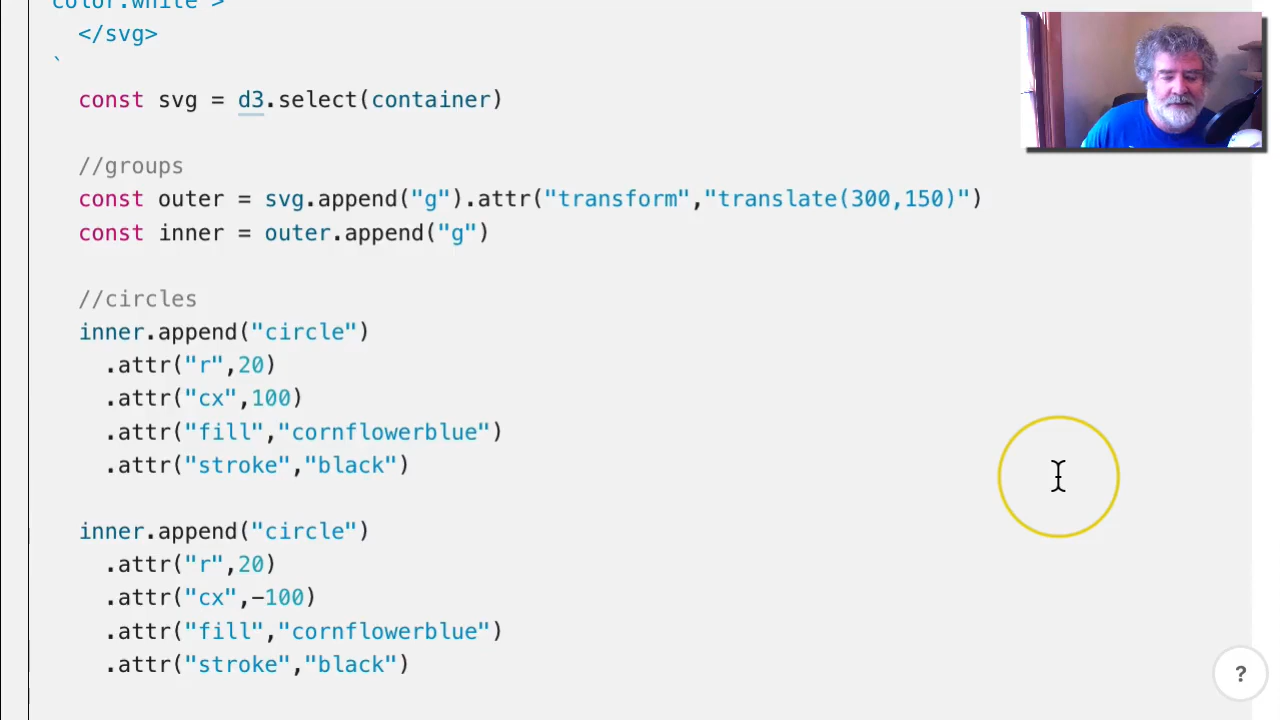 color.white">
</svg>
`
const svg = d3.select(container)
//groups
const outer = svg.append("g").attr("transform","translate(300,150)")
const inner = outer.append("g")
//circles
inner.append("circle")
.attr("r",20)
.attr("cx",100)
.attr("fill","cornflowerblue")
.attr("stroke","black")
inner.append("circle")
.attr("r",20)
.attr("cx",-100)
.attr("fill","cornflowerblue")
.attr("stroke","black")
?